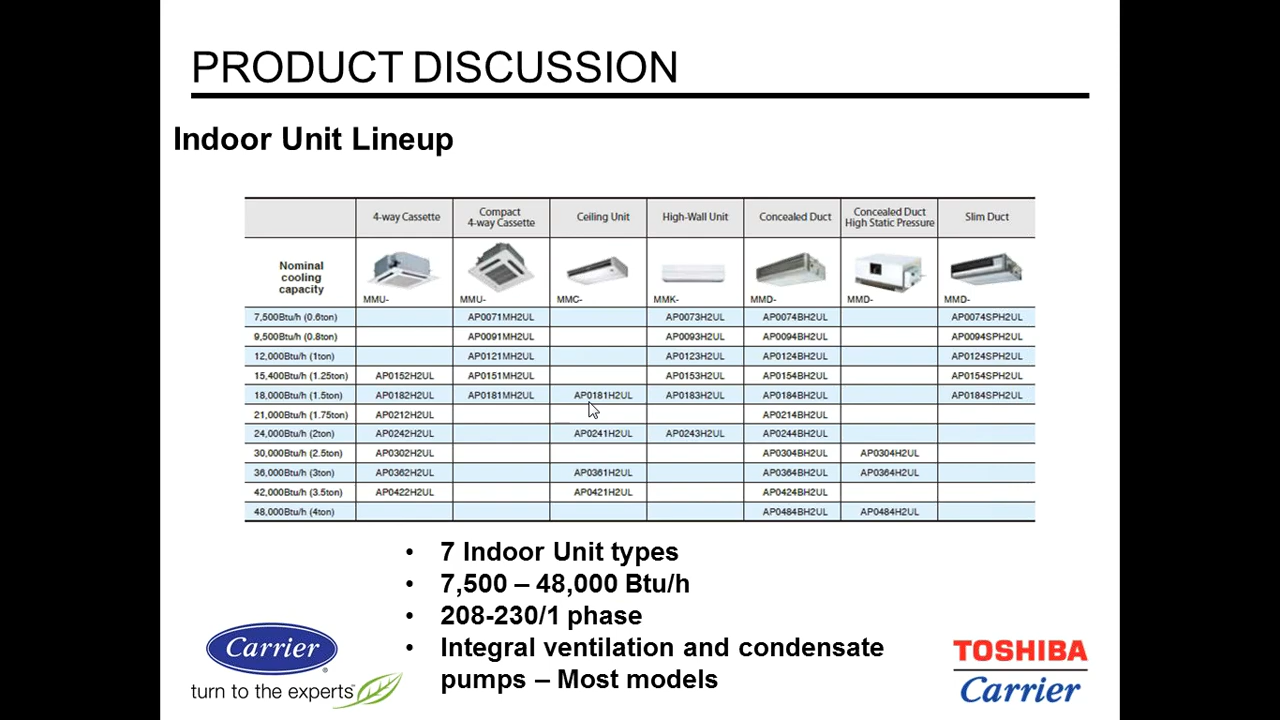 PRODUCT DISCUSSION
Indoor Unit Lineup
4-way Cassette
Compact
4-way Cassette
Ceiling Unit
High-Wall Unit
Concealed Duct
Concealed Duct
High Static Pressure
Slim Duct
Nominal
cooling
capacity
MMU- MMU- MMC- MMK- MMD- MMD- MMD-
7,500Btu/h (0.6ton) AP0071MH2UL AP0073H2UL AP0074BH2UL AP0074SPH2UL
9,500Btu/h (0.8ton) AP0091MH2UL AP0093H2UL AP0094BH2UL AP0094SPH2UL
12,000Btu/h (1ton) AP0121MH2UL AP0123H2UL AP0124BH2UL AP0124SPH2UL
15,400Btu/h (1.25ton) AP0152H2UL AP0151MH2UL AP0153H2UL AP0154BH2UL AP0154SPH2UL
18,000Btu/h (1.5ton) AP0182H2UL AP0181MH2UL AP0181H2UL AP0183H2UL AP0184BH2UL AP0184SPH2UL
21,000Btu/h (1.75ton) AP0212H2UL AP0214BH2UL
24,000Btu/h (2ton) AP0242H2UL AP0241H2UL AP0243H2UL AP0244BH2UL
30,000Btu/h (2.5ton) AP0302H2UL AP0304BH2UL AP0304H2UL
36,000Btu/h (3ton) AP0362H2UL AP0361H2UL AP0364BH2UL AP0364H2UL
42,000Btu/h (3.5ton) AP0422H2UL AP0421H2UL AP0424BH2UL
48,000Btu/h (4ton) AP0484BH2UL AP0484H2UL
• 7 Indoor Unit types
• 7,500 – 48,000 Btu/h
• 208-230/1 phase
• Integral ventilation and condensate
pumps – Most models
Carrier
turn to the experts
TOSHIBA
Carrier